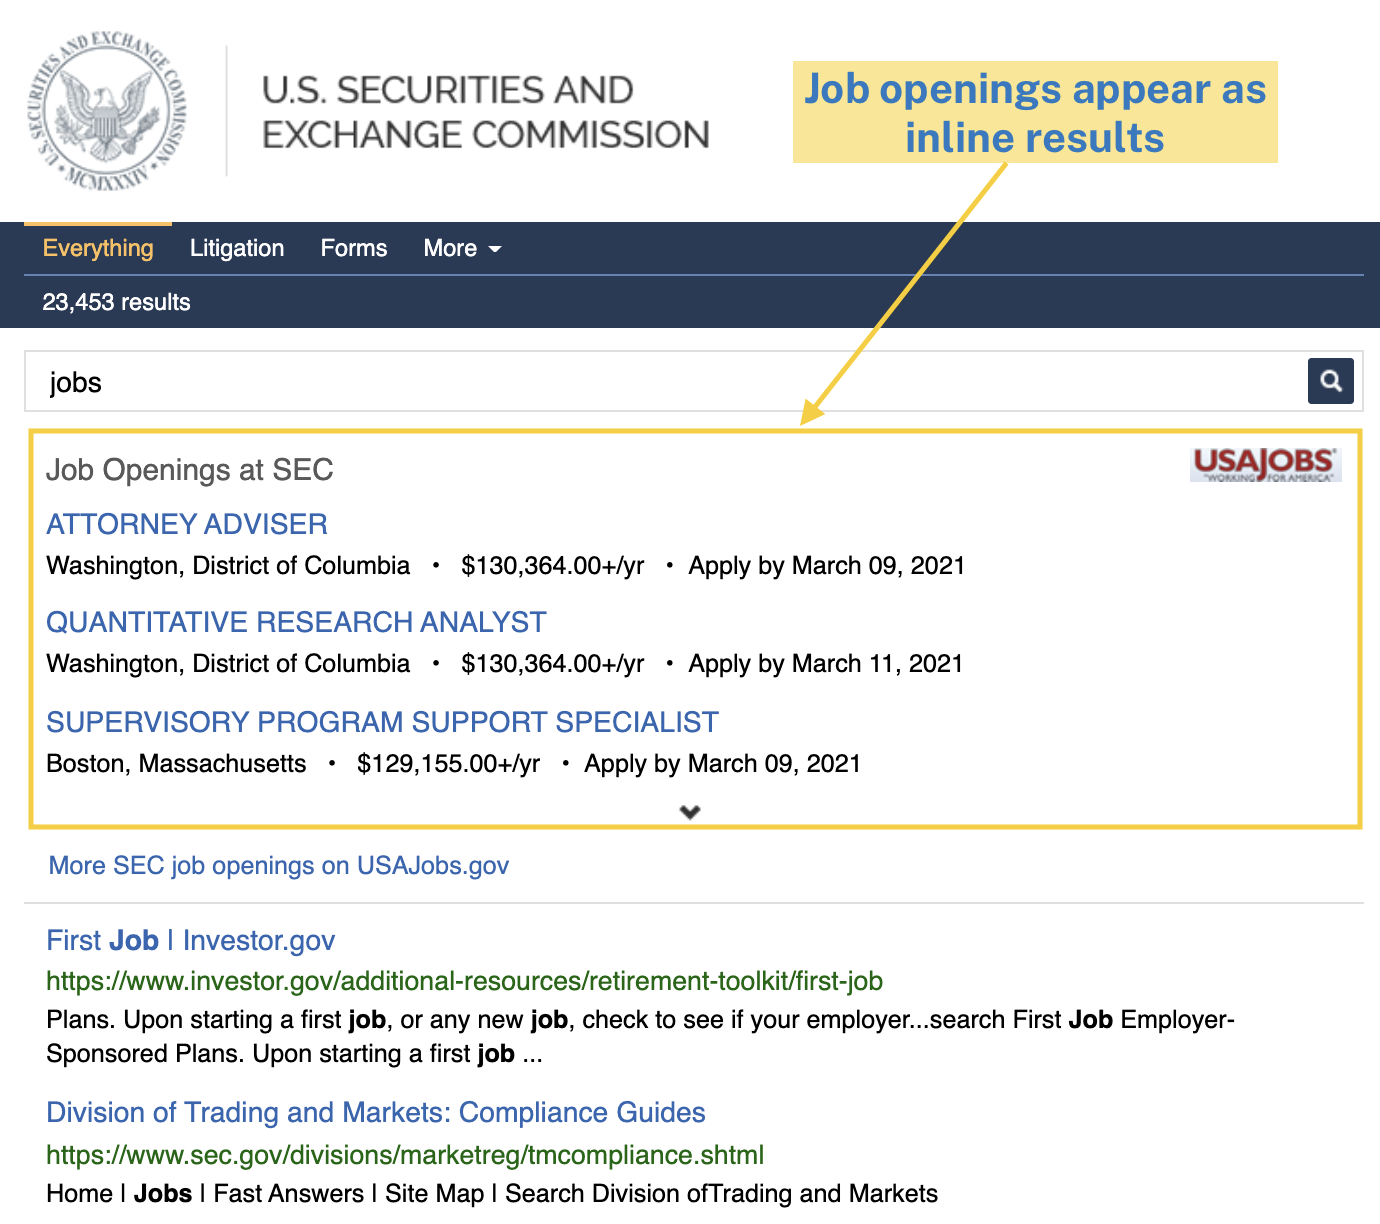 U.S. SECURITIES AND EXCHANGE COMMISSION
MCMXXXIV
U.S. SECURITIES AND
EXCHANGE COMMISSION
Job openings appear as
inline results
Everything Litigation Forms More
23,453 results
jobs
Job Openings at SEC
USAJOBS
"WORKING FOR AMERICA"
ATTORNEY ADVISER
Washington, District of Columbia • $130,364.00+/yr • Apply by March 09, 2021
QUANTITATIVE RESEARCH ANALYST
Washington, District of Columbia • $130,364.00+/yr • Apply by March 11, 2021
SUPERVISORY PROGRAM SUPPORT SPECIALIST
Boston, Massachusetts • $129,155.00+/yr • Apply by March 09, 2021
More SEC job openings on USAJobs.gov
First Job | Investor.gov
https://www.investor.gov/additional-resources/retirement-toolkit/first-job
Plans. Upon starting a first job, or any new job, check to see if your employer...search First Job Employer-
Sponsored Plans. Upon starting a first job ...
Division of Trading and Markets: Compliance Guides
https://www.sec.gov/divisions/marketreg/tmcompliance.shtml
Home | Jobs | Fast Answers | Site Map | Search Division ofTrading and Markets